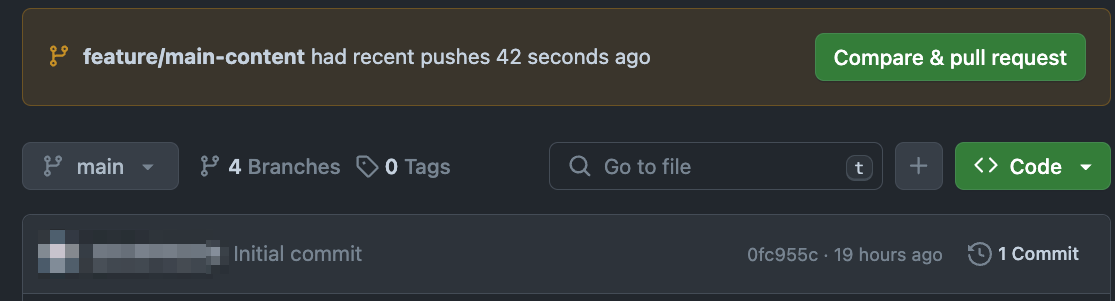 feature/main-content had recent pushes 42 seconds ago
Compare & pull request
main
4 Branches
0 Tags
Go to file
t
Code
Initial commit
0fc955c · 19 hours ago
1 Commit